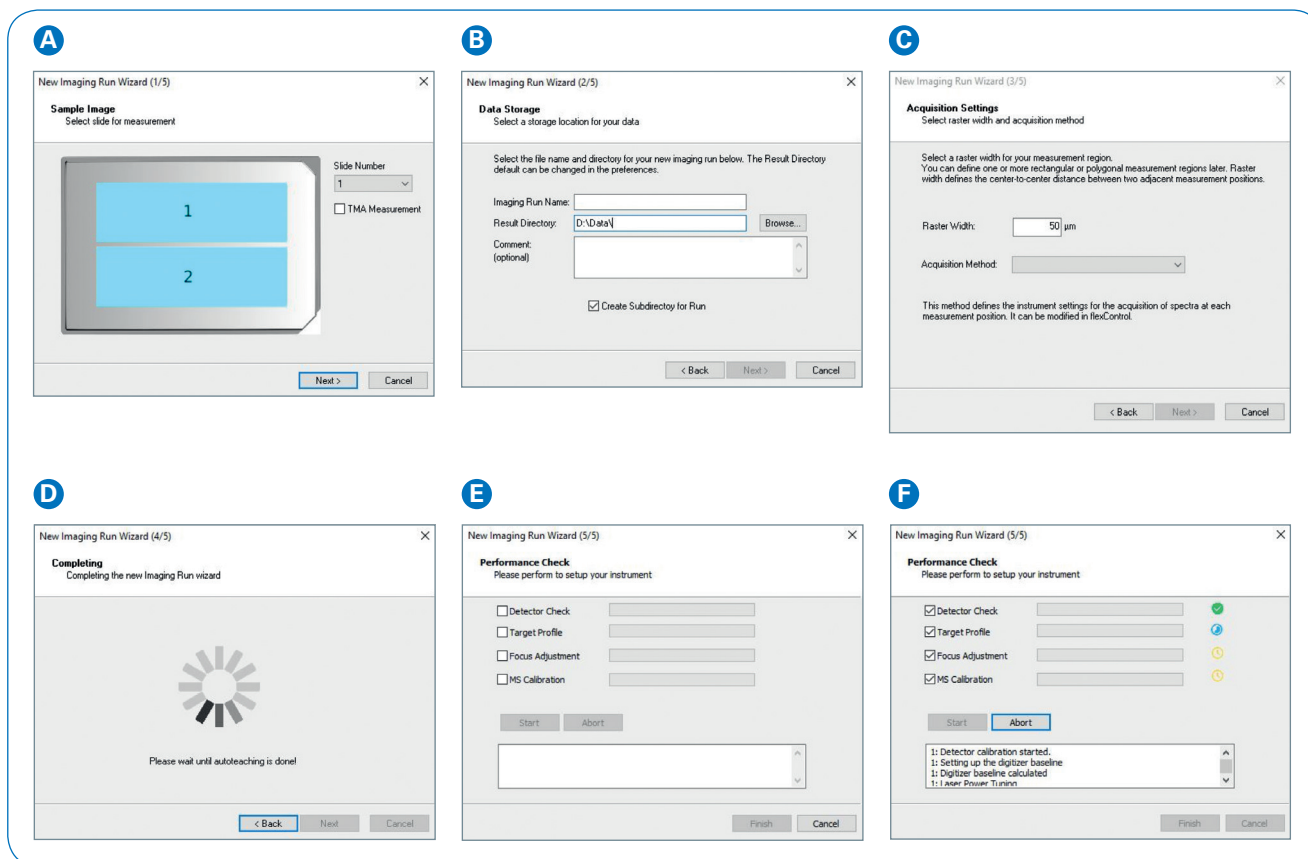 A
New Imaging Run Wizard (1/5)
Sample Image
Select slide for measurement
1
2
Slide Number
1
TMA Measurement
Next >
Cancel
B
New Imaging Run Wizard (2/5)
Data Storage
Select a storage location for your data
Select the file name and directory for your new imaging run below. The Result Directory
default can be changed in the preferences.
Imaging Run Name:
Result Directory: D:\Data\ Browse...
Comment:
(optional)
Create Subdirectoy for Run
< Back Next > Cancel
C
New Imaging Run Wizard (3/5)
Acquisition Settings
Select raster width and acquisition method
Select a raster width for your measurement region.
You can define one or more rectangular or polygonal measurement regions later. Raster
width defines the center-to-center distance between two adjacent measurement positions.
Raster Width: 50 µm
Acquisition Method:
This method defines the instrument settings for the acquisition of spectra at each
measurement position. It can be modified in flexControl.
< Back Next > Cancel
D
New Imaging Run Wizard (4/5)
Completing
Completing the new Imaging Run wizard
Please wait until autoteaching is done!
< Back Next Cancel
E
New Imaging Run Wizard (5/5)
Performance Check
Please perform to setup your instrument
Detector Check
Target Profile
Focus Adjustment
MS Calibration
Start Abort
Finish Cancel
F
New Imaging Run Wizard (5/5)
Performance Check
Please perform to setup your instrument
Detector Check
Target Profile
Focus Adjustment
MS Calibration
Start Abort
1: Detector calibration started.
1: Setting up the digitizer baseline
1: Digitizer baseline calculated
1: Laser Power Tuning
Finish Cancel